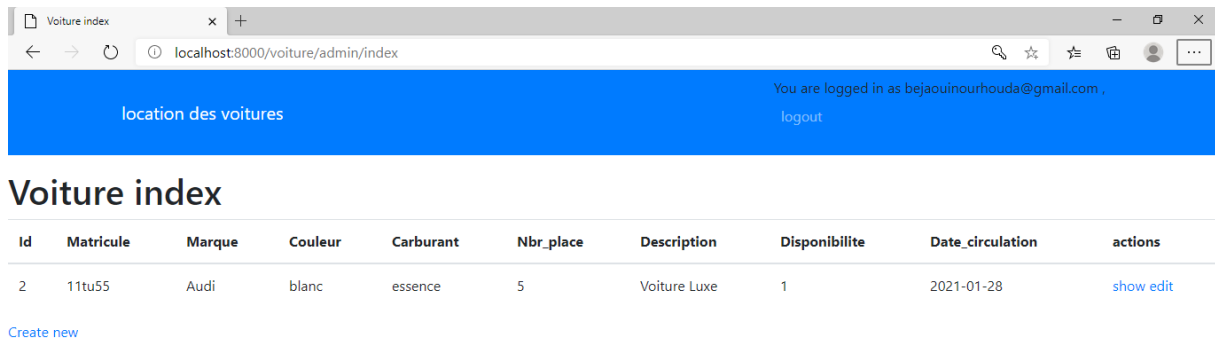 Voiture index
localhost:8000/voiture/admin/index
You are logged in as bejaouinourhouda@gmail.com ,
location des voitures
logout
Voiture index
Id Matricule Marque Couleur Carburant Nbr_place Description Disponibilite Date_circulation actions
2 11tu55 Audi blanc essence 5 Voiture Luxe 1 2021-01-28 show edit
Create new